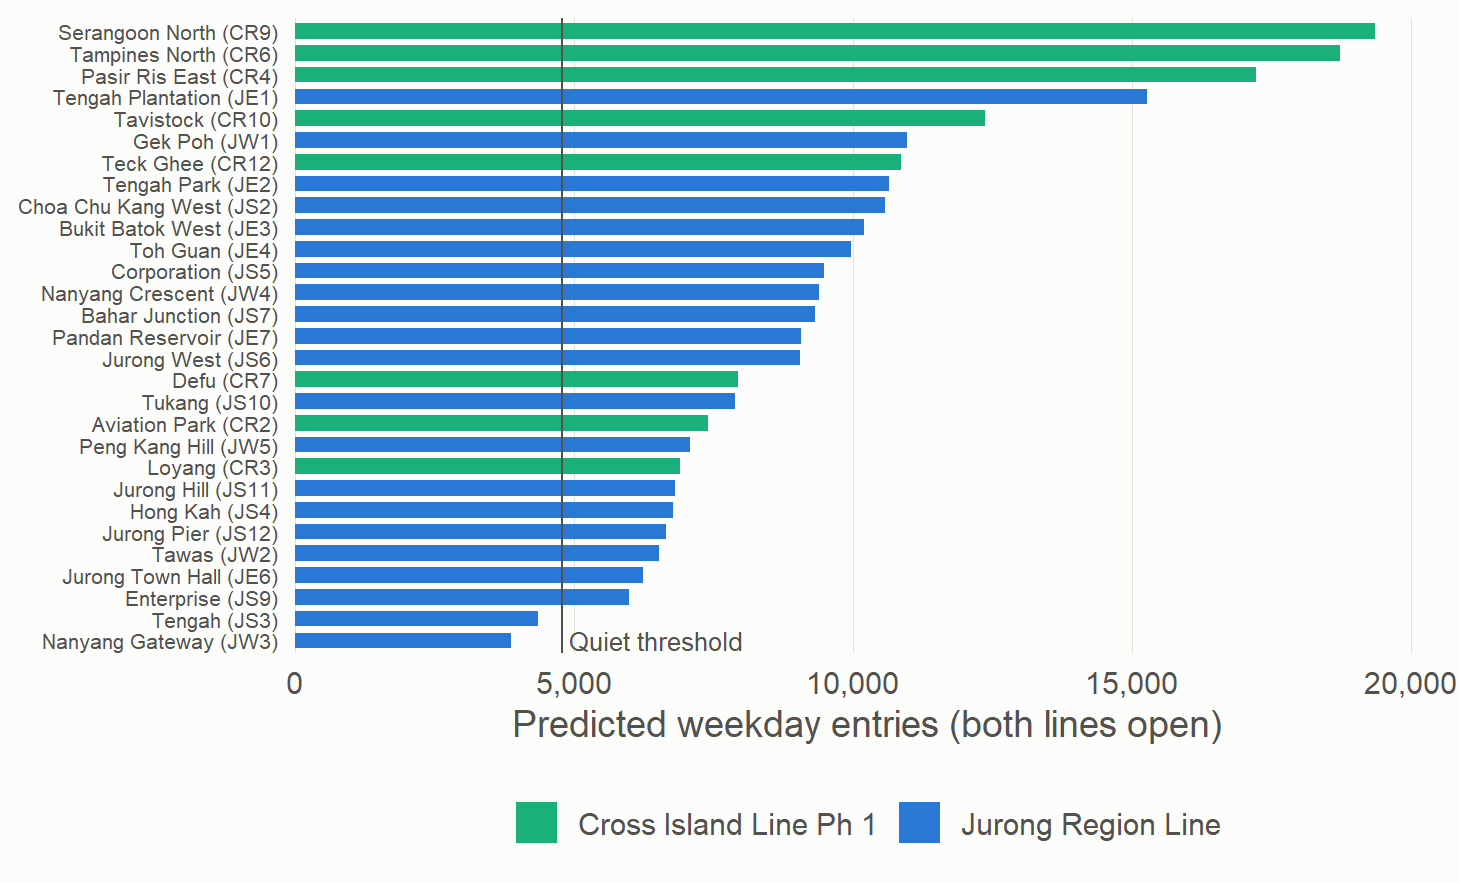 Serangoon North (CR9)
Tampines North (CR6)
Pasir Ris East (CR4)
Tengah Plantation (JE1)
Tavistock (CR10)
Gek Poh (JW1)
Teck Ghee (CR12)
Tengah Park (JE2)
Choa Chu Kang West (JS2)
Bukit Batok West (JE3)
Toh Guan (JE4)
Corporation (JS5)
Nanyang Crescent (JW4)
Bahar Junction (JS7)
Pandan Reservoir (JE7)
Jurong West (JS6)
Defu (CR7)
Tukang (JS10)
Aviation Park (CR2)
Peng Kang Hill (JW5)
Loyang (CR3)
Jurong Hill (JS11)
Hong Kah (JS4)
Jurong Pier (JS12)
Tawas (JW2)
Jurong Town Hall (JE6)
Enterprise (JS9)
Tengah (JS3)
Nanyang Gateway (JW3)
Quiet threshold
0 5,000 10,000 15,000 20,000
Predicted weekday entries (both lines open)
Cross Island Line Ph 1 Jurong Region Line